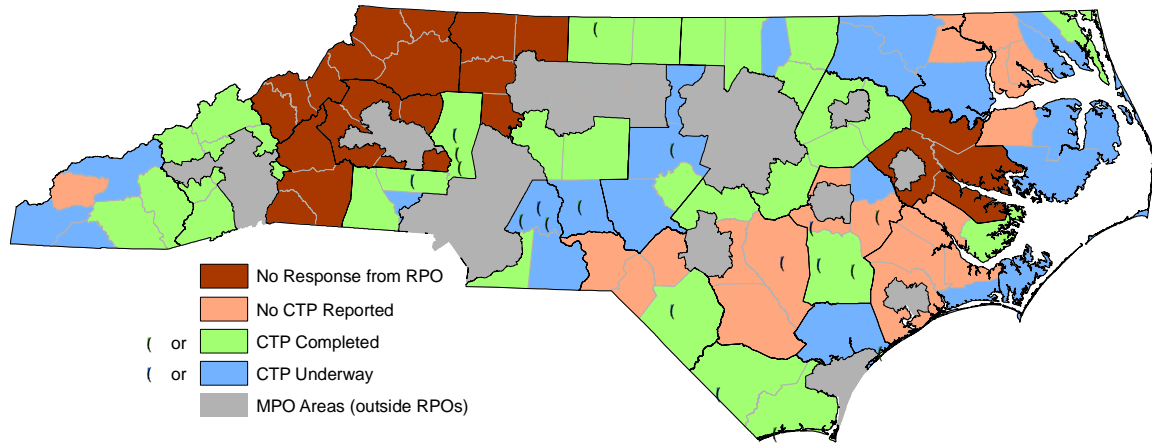 No Response from RPO
No CTP Reported
( or CTP Completed
( or CTP Underway
MPO Areas (outside RPOs)